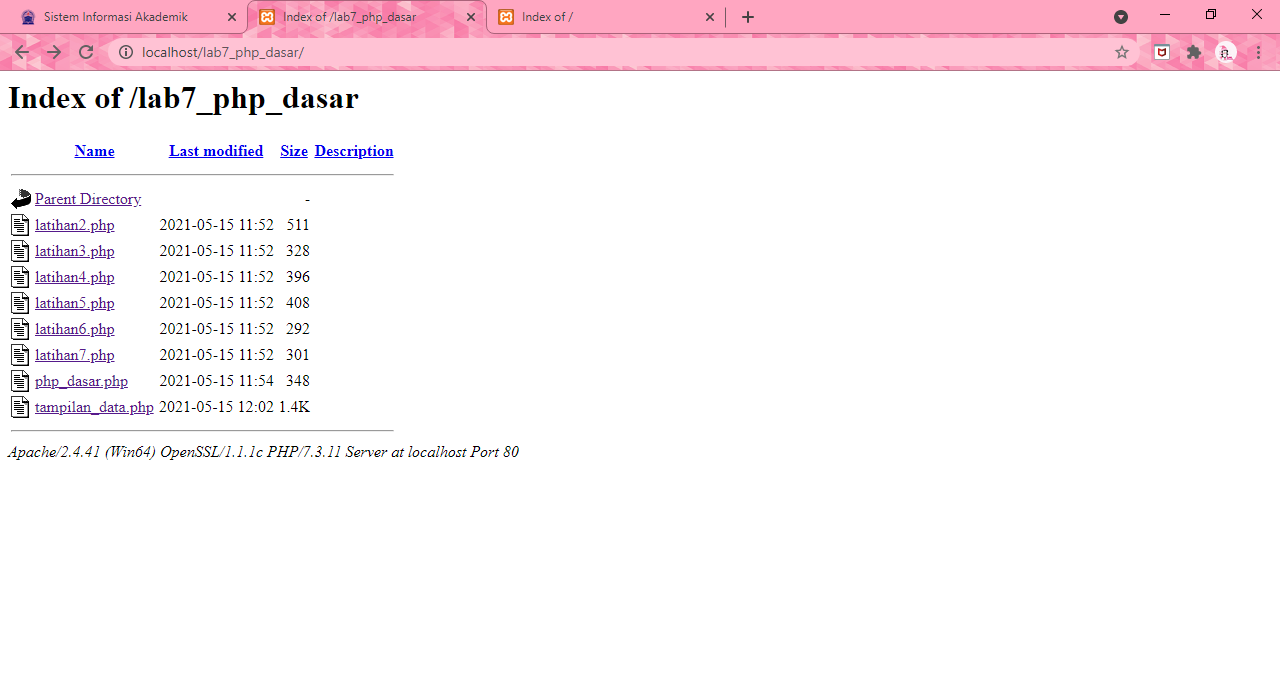 Sistem Informasi Akademik
Index of /lab7_php_dasar
Index of /
localhost/lab7_php_dasar/
Index of /lab7_php_dasar
Name Last modified Size Description
Parent Directory -
latihan2.php 2021-05-15 11:52 511
latihan3.php 2021-05-15 11:52 328
latihan4.php 2021-05-15 11:52 396
latihan5.php 2021-05-15 11:52 408
latihan6.php 2021-05-15 11:52 292
latihan7.php 2021-05-15 11:52 301
php_dasar.php 2021-05-15 11:54 348
tampilan_data.php 2021-05-15 12:02 1.4K
Apache/2.4.41 (Win64) OpenSSL/1.1.1c PHP/7.3.11 Server at localhost Port 80